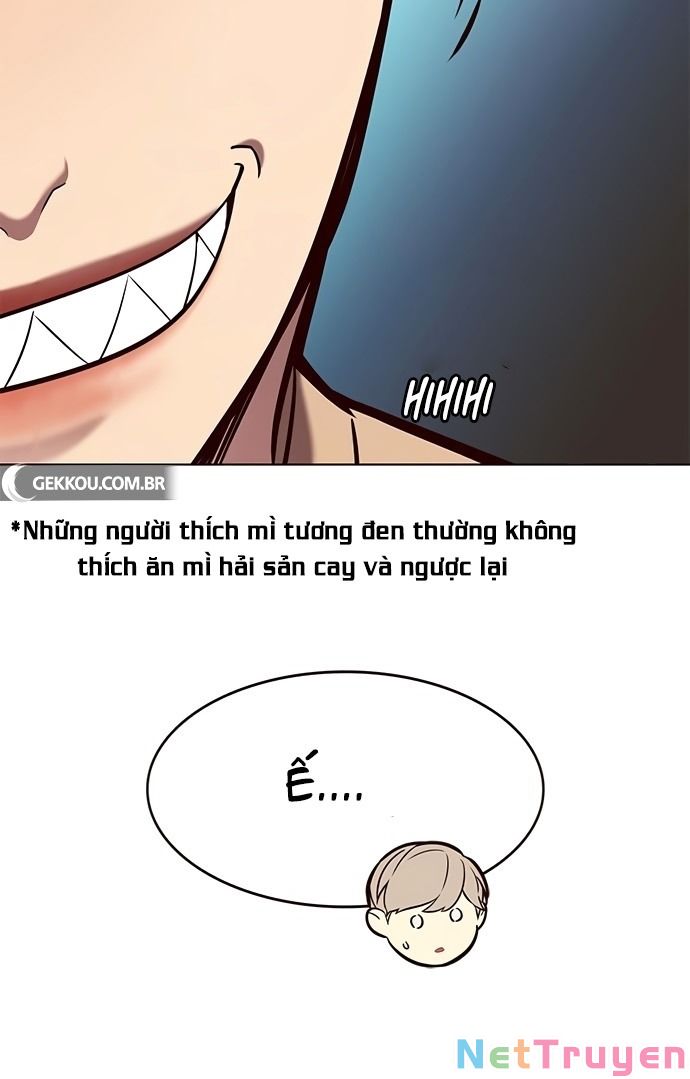 HIHIHI
GEKKOU.COM.BR
*Những người thích mì tương đen thường không
thích ăn mì hải sản cay và ngược lại
Ế....
NetTruyen